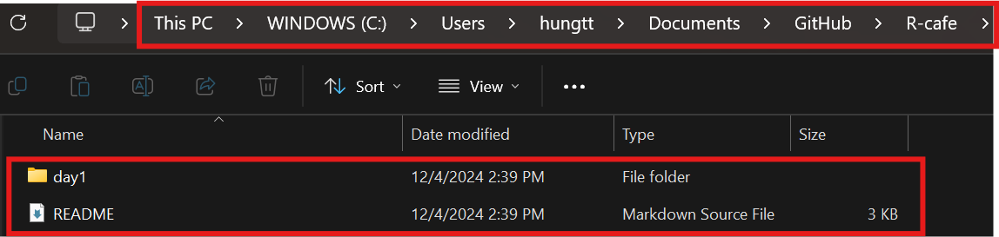 This PC > WINDOWS (C:) > Users > hungtt > Documents > GitHub > R-cafe >
Sort View •••
Name Date modified Type Size
day1 12/4/2024 2:39 PM File folder
README 12/4/2024 2:39 PM Markdown Source File 3 KB